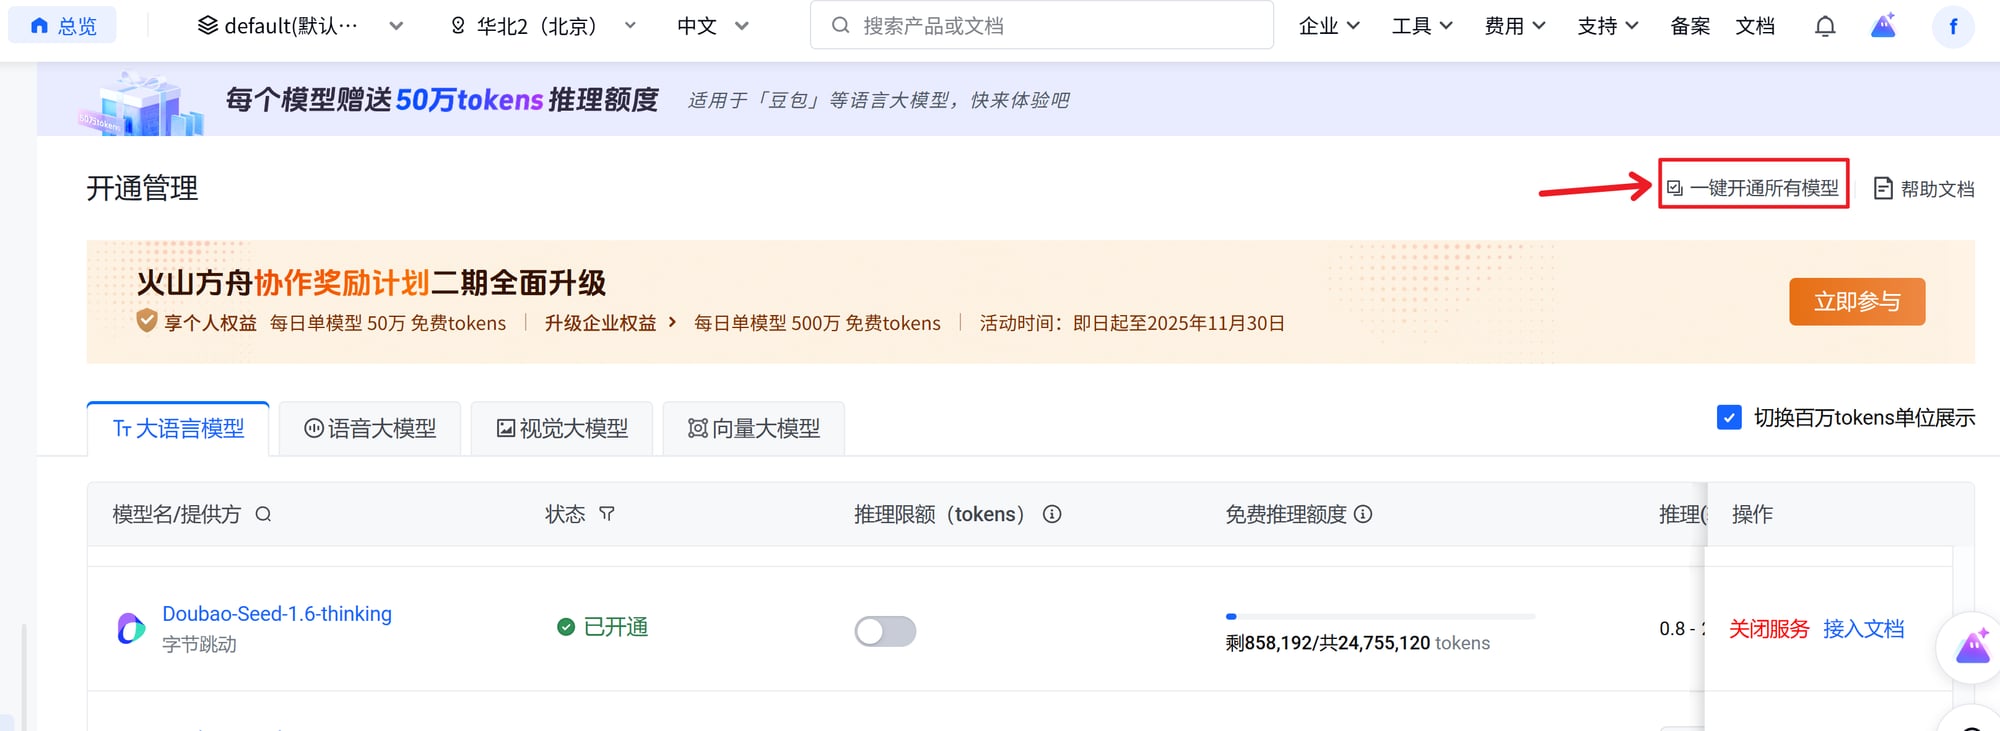 总览
default(默认···
华北2（北京）
中文
搜索产品或文档
企业
工具
费用
支持
备案
文档
f
50万tokens
每个模型赠送50万tokens推理额度
适用于「豆包」等语言大模型，快来体验吧
开通管理
一键开通所有模型
帮助文档
火山方舟协作奖励计划二期全面升级
享个人权益 每日单模型 50万 免费tokens
升级企业权益 > 每日单模型 500万 免费tokens
活动时间：即日起至2025年11月30日
立即参与
大语言模型
语音大模型
视觉大模型
向量大模型
切换百万tokens单位展示
模型名/提供方
状态
推理限额（tokens）
免费推理额度
推理(
操作
Doubao-Seed-1.6-thinking
字节跳动
已开通
剩858,192/共24,755,120 tokens
0.8 -
关闭服务
接入文档